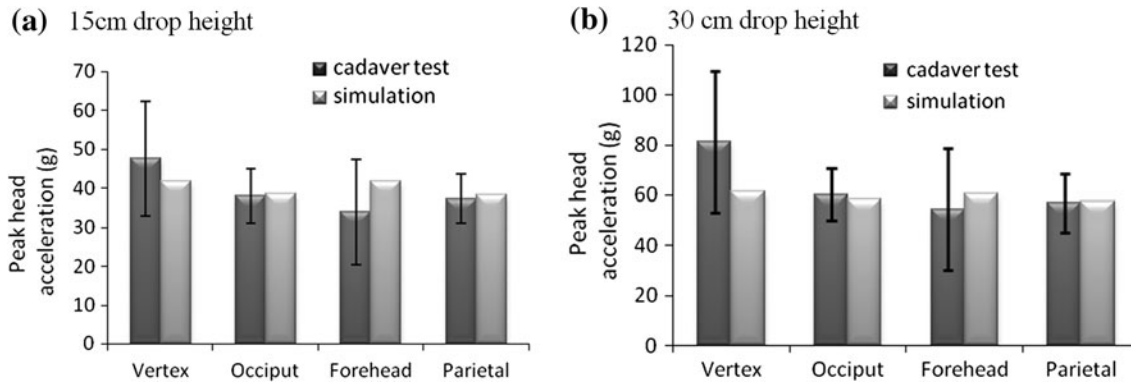 (a) 15cm drop height
80
70
60
50
40
30
20
10
0
Peak head
acceleration (g)
cadaver test
simulation
Vertex Occiput Forehead Parietal
(b) 30 cm drop height
120
100
80
60
40
20
0
Peak head
acceleration (g)
cadaver test
simulation
Vertex Occiput Forehead Parietal